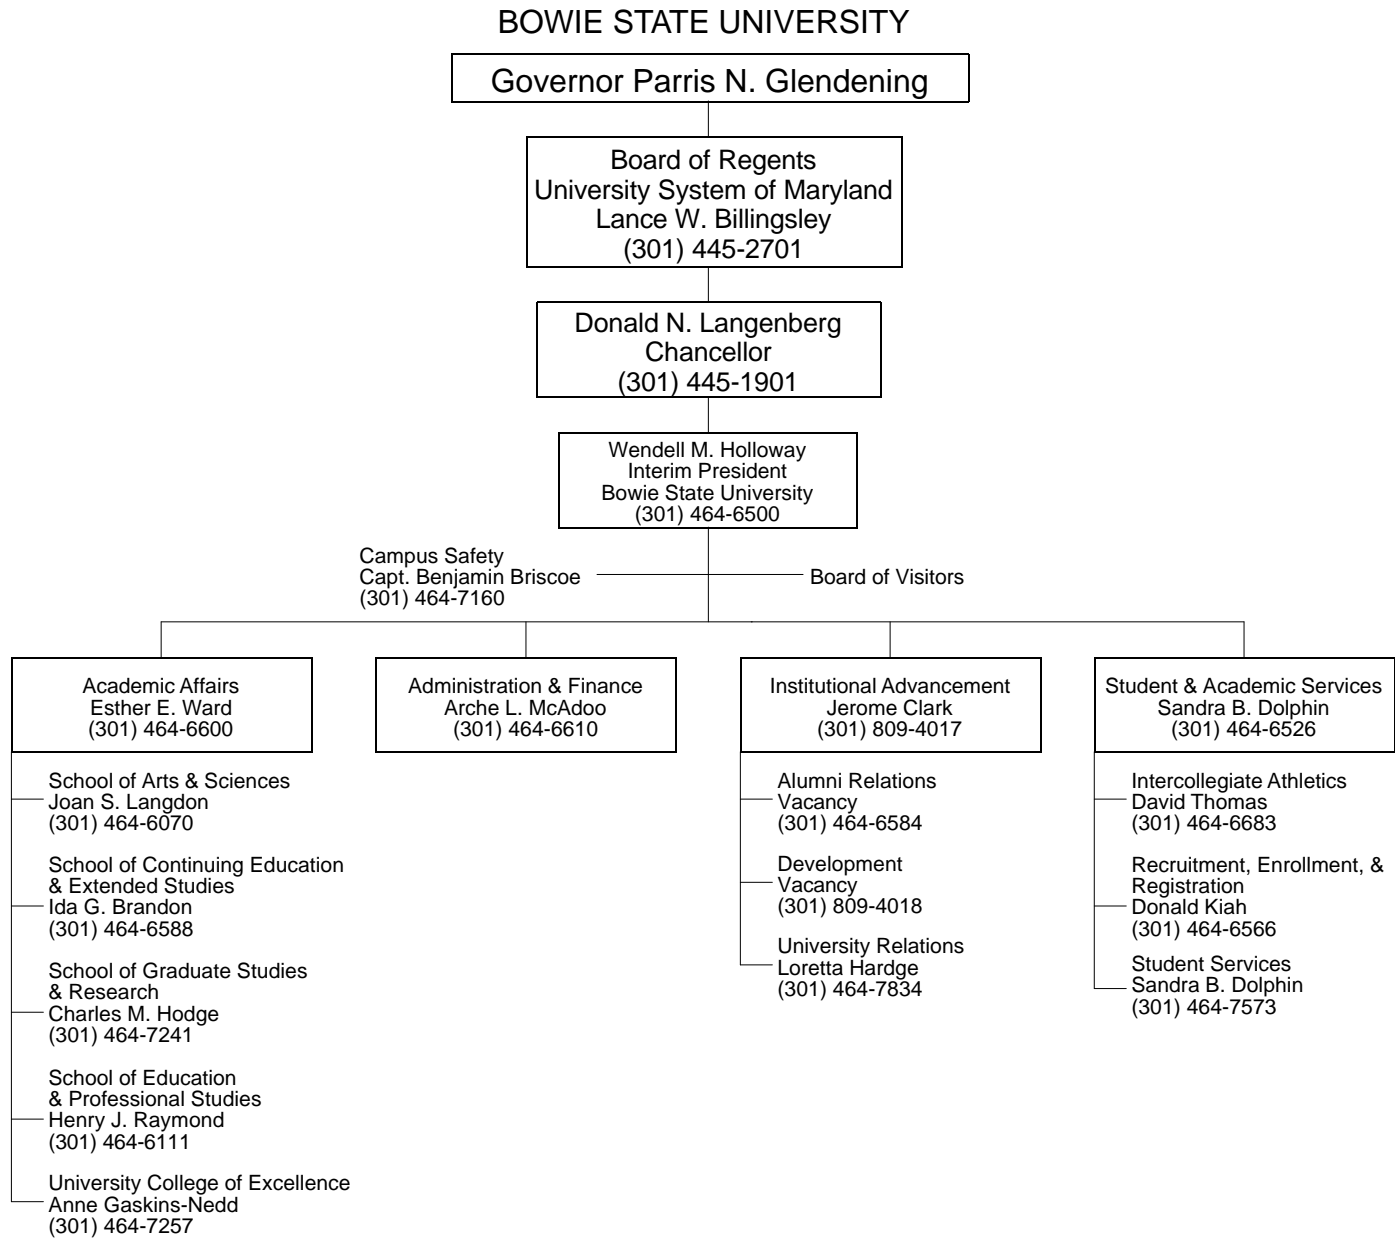 BOWIE STATE UNIVERSITY
Governor Parris N. Glendening
Board of Regents
University System of Maryland
Lance W. Billingsley
(301) 445-2701
Donald N. Langenberg
Chancellor
(301) 445-1901
Wendell M. Holloway
Interim President
Bowie State University
(301) 464-6500
Campus Safety
Capt. Benjamin Briscoe
(301) 464-7160
Board of Visitors
Academic Affairs
Esther E. Ward
(301) 464-6600
School of Arts & Sciences
Joan S. Langdon
(301) 464-6070
School of Continuing Education
& Extended Studies
Ida G. Brandon
(301) 464-6588
School of Graduate Studies
& Research
Charles M. Hodge
(301) 464-7241
School of Education
& Professional Studies
Henry J. Raymond
(301) 464-6111
University College of Excellence
Anne Gaskins-Nedd
(301) 464-7257
Administration & Finance
Arche L. McAdoo
(301) 464-6610
Institutional Advancement
Jerome Clark
(301) 809-4017
Alumni Relations
Vacancy
(301) 464-6584
Development
Vacancy
(301) 809-4018
University Relations
Loretta Hardge
(301) 464-7834
Student & Academic Services
Sandra B. Dolphin
(301) 464-6526
Intercollegiate Athletics
David Thomas
(301) 464-6683
Recruitment, Enrollment, &
Registration
Donald Kiah
(301) 464-6566
Student Services
Sandra B. Dolphin
(301) 464-7573